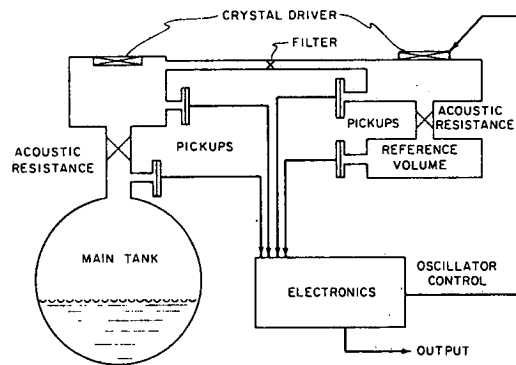 CRYSTAL DRIVER
FILTER
PICKUPS
PICKUPS
ACOUSTIC
RESISTANCE
ACOUSTIC
RESISTANCE
REFERENCE
VOLUME
MAIN TANK
ELECTRONICS
OSCILLATOR
CONTROL
OUTPUT